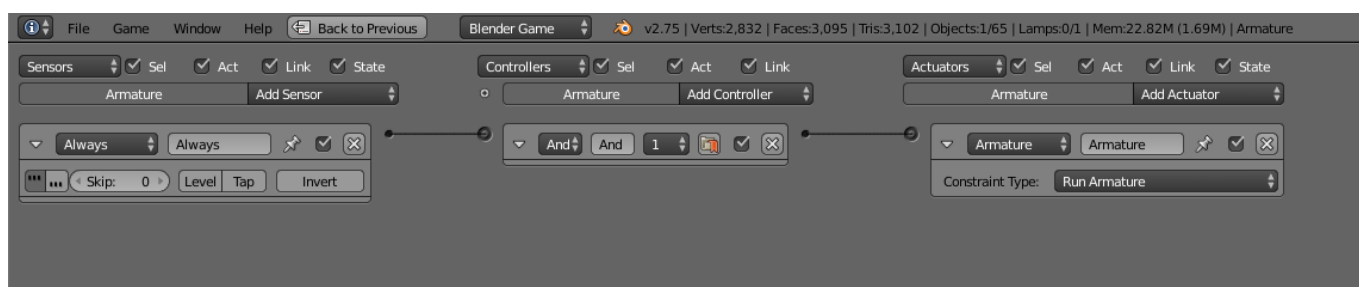 File Game Window Help Back to Previous Blender Game v2.75 | Verts:2,832 | Faces:3,095 | Tris:3,102 | Objects:1/65 | Lamps:0/1 | Mem:22.82M (1.69M) | Armature
Sensors Sel Act Link State Controllers Sel Act Link Actuators Sel Act Link State
Armature Add Sensor Armature Add Controller Armature Add Actuator
Always Always And And 1 Armature Armature
Skip: 0 Level Tap Invert Constraint Type: Run Armature